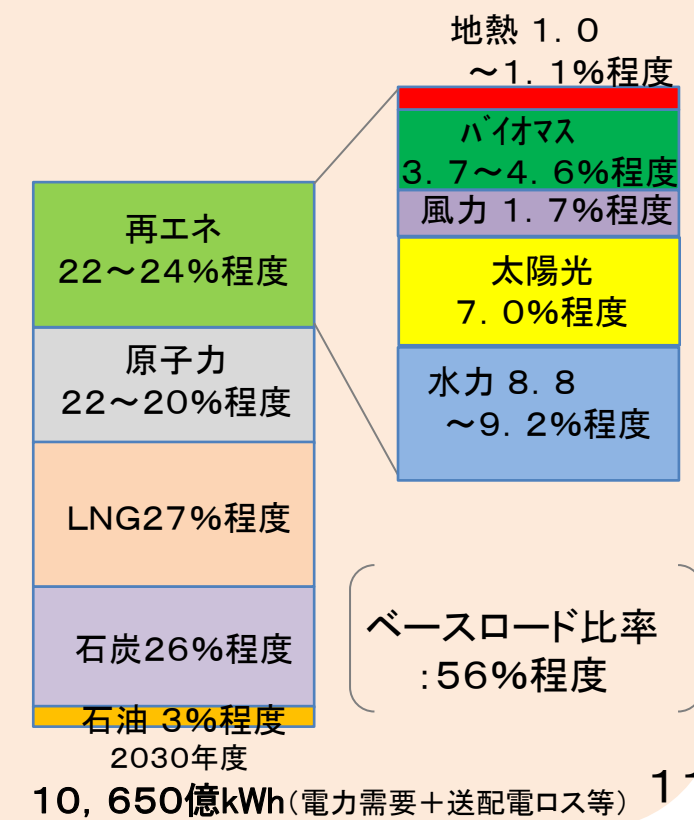 地熱 1．0
～1．1%程度
バイオマス
3．7～4．6%程度
風力 1．7%程度
太陽光
7．0%程度
水力 8．8
～9．2%程度
再エネ
22～24%程度
原子力
22～20%程度
LNG27%程度
石炭26%程度
石油 3%程度
2030年度
10，650億kWh（電力需要＋送配電ロス等）
ベースロード比率
：56%程度